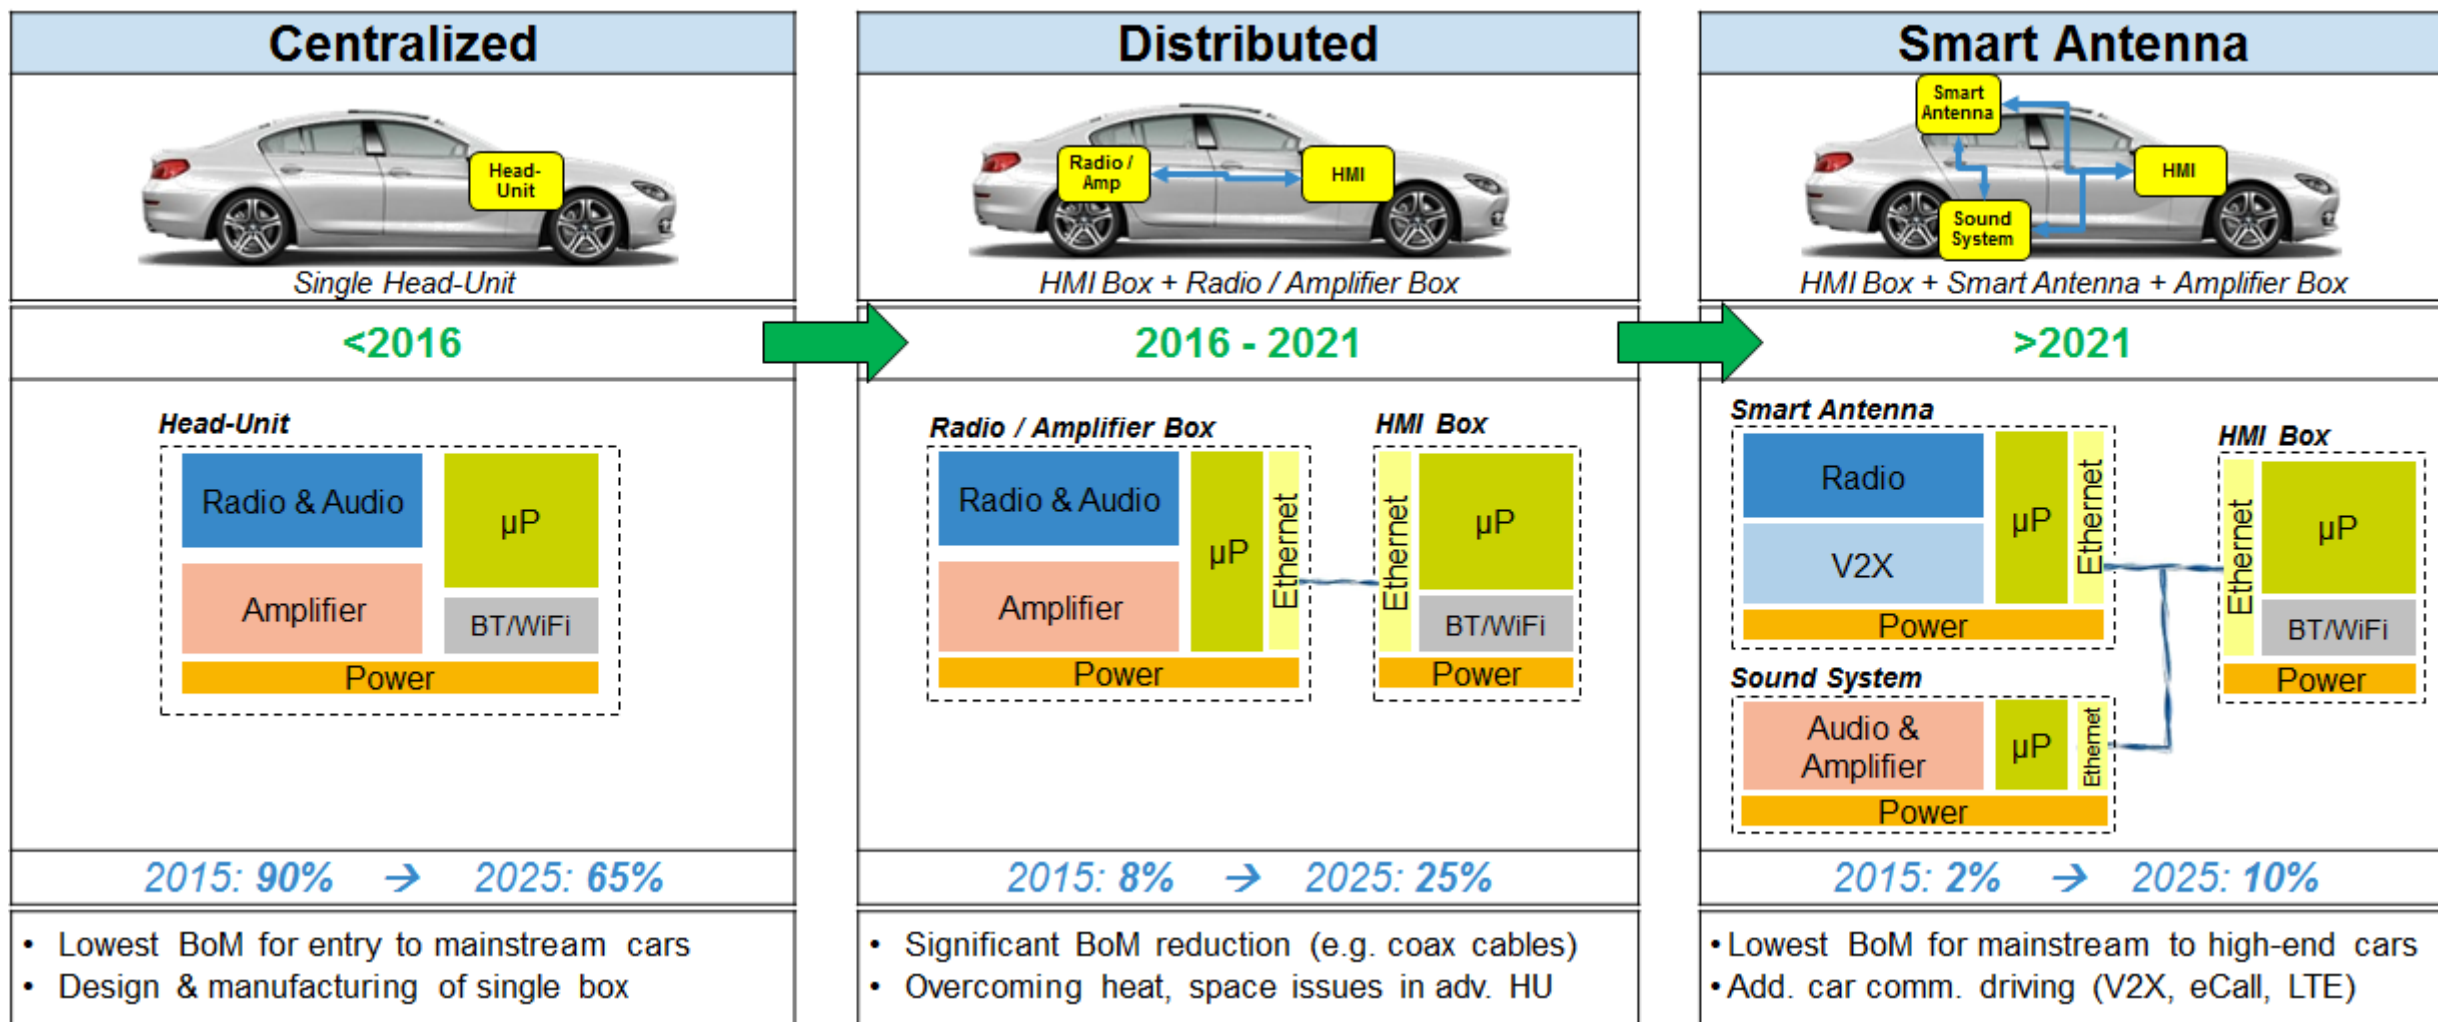 Centralized
Head-
Unit
Single Head-Unit
<2016
Head-Unit
Radio & Audio
µP
Amplifier
BT/WiFi
Power
2015: 90% → 2025: 65%
• Lowest BoM for entry to mainstream cars
• Design & manufacturing of single box
Distributed
Radio /
Amp
HMI
HMI Box + Radio / Amplifier Box
2016 - 2021
Radio / Amplifier Box
Radio & Audio
Amplifier
µP
Ethernet
Power
HMI Box
Ethernet
µP
BT/WiFi
Power
2015: 8% → 2025: 25%
• Significant BoM reduction (e.g. coax cables)
• Overcoming heat, space issues in adv. HU
Smart Antenna
Smart
Antenna
HMI
Sound
System
HMI Box + Smart Antenna + Amplifier Box
>2021
Smart Antenna
Radio
V2X
µP
Ethernet
Power
HMI Box
Ethernet
µP
BT/WiFi
Power
Sound System
Audio &
Amplifier
µP
Ethernet
Power
2015: 2% → 2025: 10%
• Lowest BoM for mainstream to high-end cars
• Add. car comm. driving (V2X, eCall, LTE)